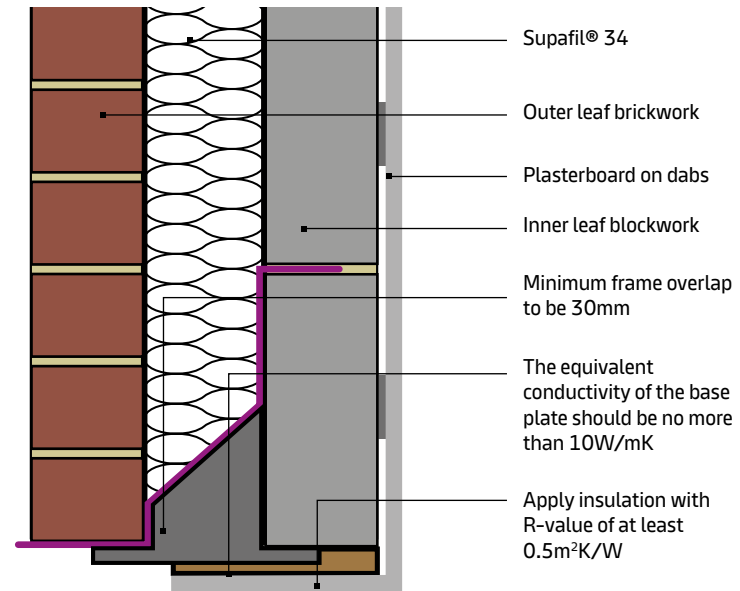 Supafil® 34
Outer leaf brickwork
Plasterboard on dabs
Inner leaf blockwork
Minimum frame overlap
to be 30mm
The equivalent
conductivity of the base
plate should be no more
than 10W/mK
Apply insulation with
R-value of at least
0.5m²K/W